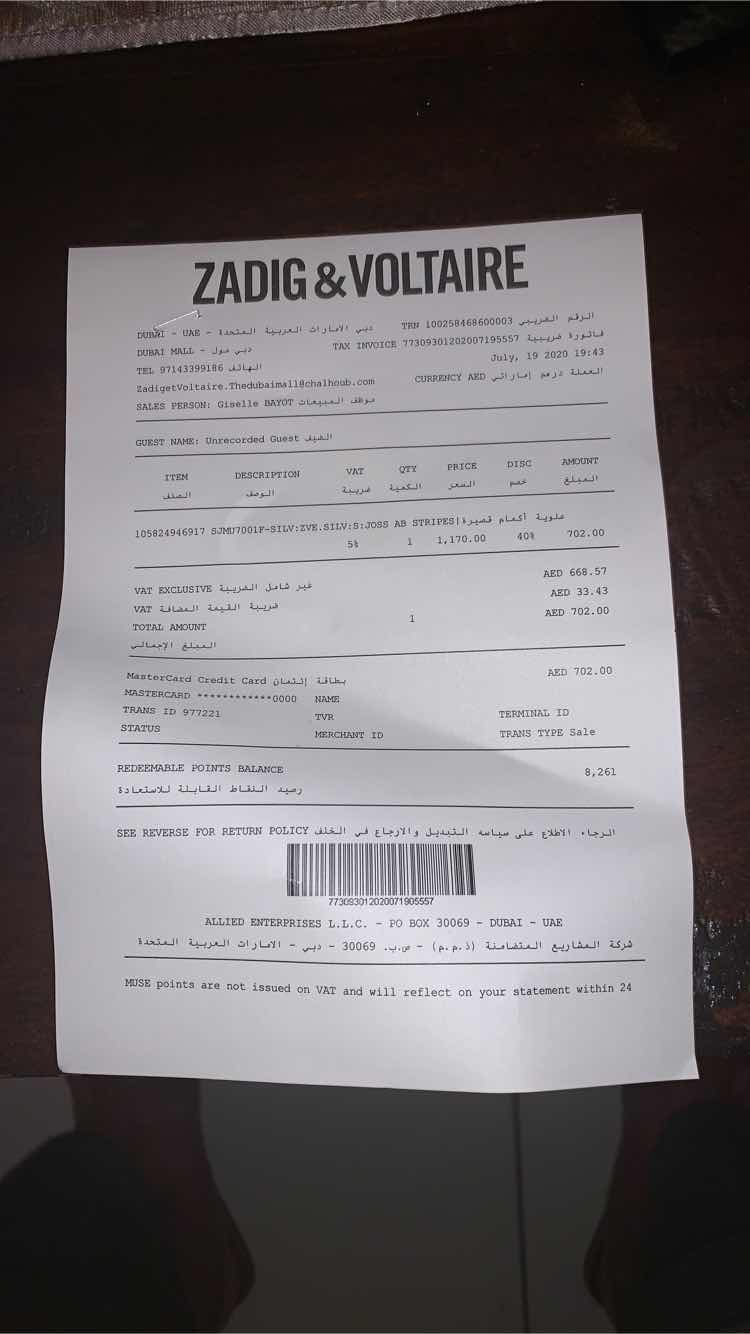 ZADIG & VOLTAIRE
DUBAI - UAE - دبي الامارات العربية المتحدة TRN 100258468600003 الرقم الضريبي
DUBAI MALL - دبي مول TAX INVOICE 77309301202007195557 فاتورة ضريبية
TEL 97143399186 الهاتف July, 19 2020 19:43
ZadigetVoltaire.Thedubaimall@chalhoub.com CURRENCY AED العملة درهم إماراتي
SALES PERSON: Giselle BAYOT موظف المبيعات
GUEST NAME: Unrecorded Guest الضيف
ITEM DESCRIPTION VAT QTY PRICE DISC AMOUNT
الصنف الوصف ضريبة الكمية السعر خصم المبلغ
105824946917 SJMU7001F-SILV:ZVE.SILV:S:JOSS AB STRIPES|علوية أكمام قصيرة
5% 1 1,170.00 40% 702.00
VAT EXCLUSIVE غير شامل الضريبة AED 668.57
VAT ضريبة القيمة المضافة AED 33.43
TOTAL AMOUNT 1 AED 702.00
المبلغ الإجمالي
MasterCard Credit Card بطاقة إئتمان AED 702.00
MASTERCARD ************0000 NAME
TRANS ID 977221 TVR TERMINAL ID
STATUS MERCHANT ID TRANS TYPE Sale
REDEEMABLE POINTS BALANCE 8,261
رصيد النقاط القابلة للاستعادة
SEE REVERSE FOR RETURN POLICY الرجاء الاطلاع على سياسه التبديل والارجاع في الخلف
77309301202007195557
ALLIED ENTERPRISES L.L.C. - PO BOX 30069 - DUBAI - UAE
شركة المشاريع المتضامنة (ذ.م.م) - ص.ب. 30069 - دبي - الامارات العربية المتحدة
MUSE points are not issued on VAT and will reflect on your statement within 24